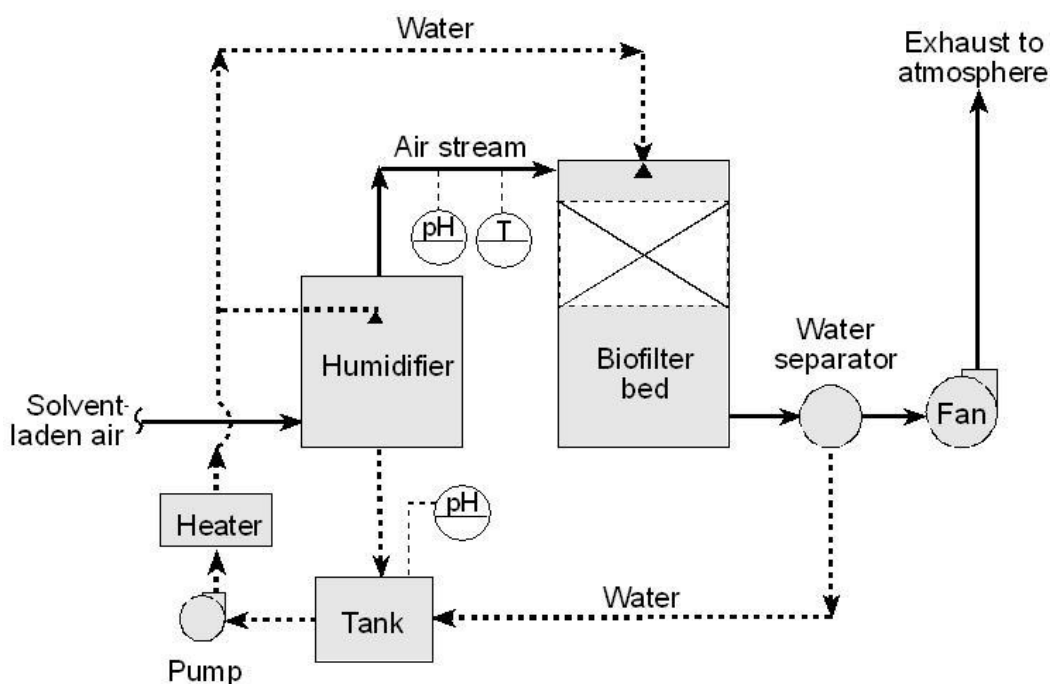 Water
Exhaust to
atmosphere
Air stream
pH
T
Humidifier
Biofilter
bed
Water
separator
Solvent-
laden air
Fan
pH
Heater
Tank
Water
Pump